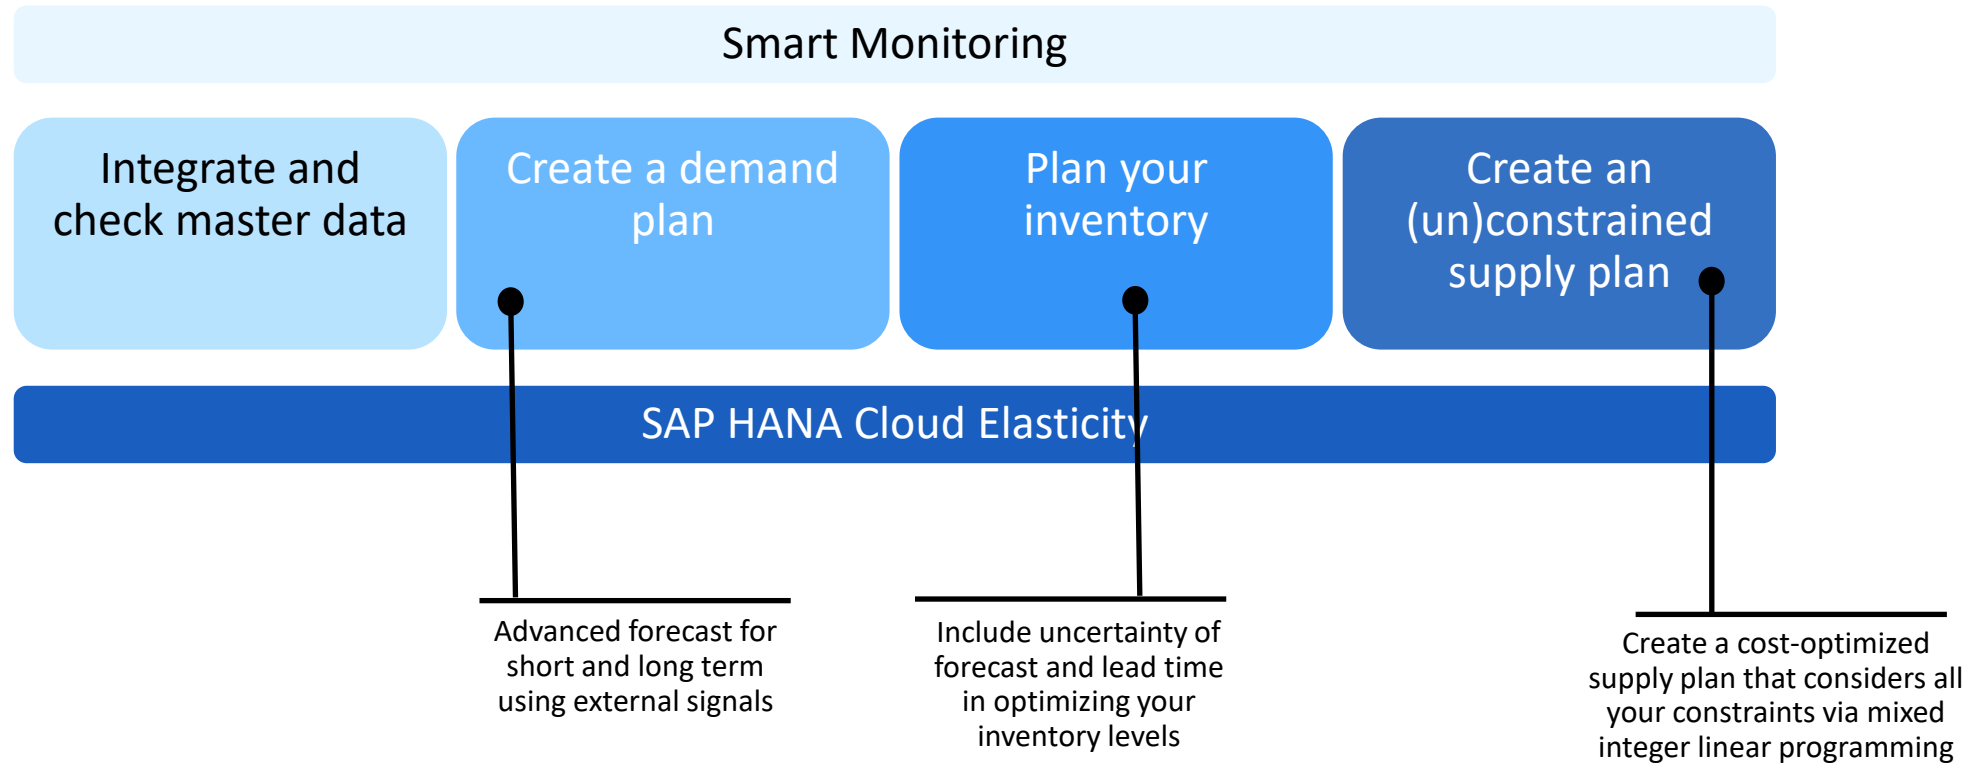 Smart Monitoring
Integrate and
check master data
Create a demand
plan
Plan your
inventory
Create an
(un)constrained
supply plan
SAP HANA Cloud Elasticity
Advanced forecast for
short and long term
using external signals
Include uncertainty of
forecast and lead time
in optimizing your
inventory levels
Create a cost-optimized
supply plan that considers all
your constraints via mixed
integer linear programming